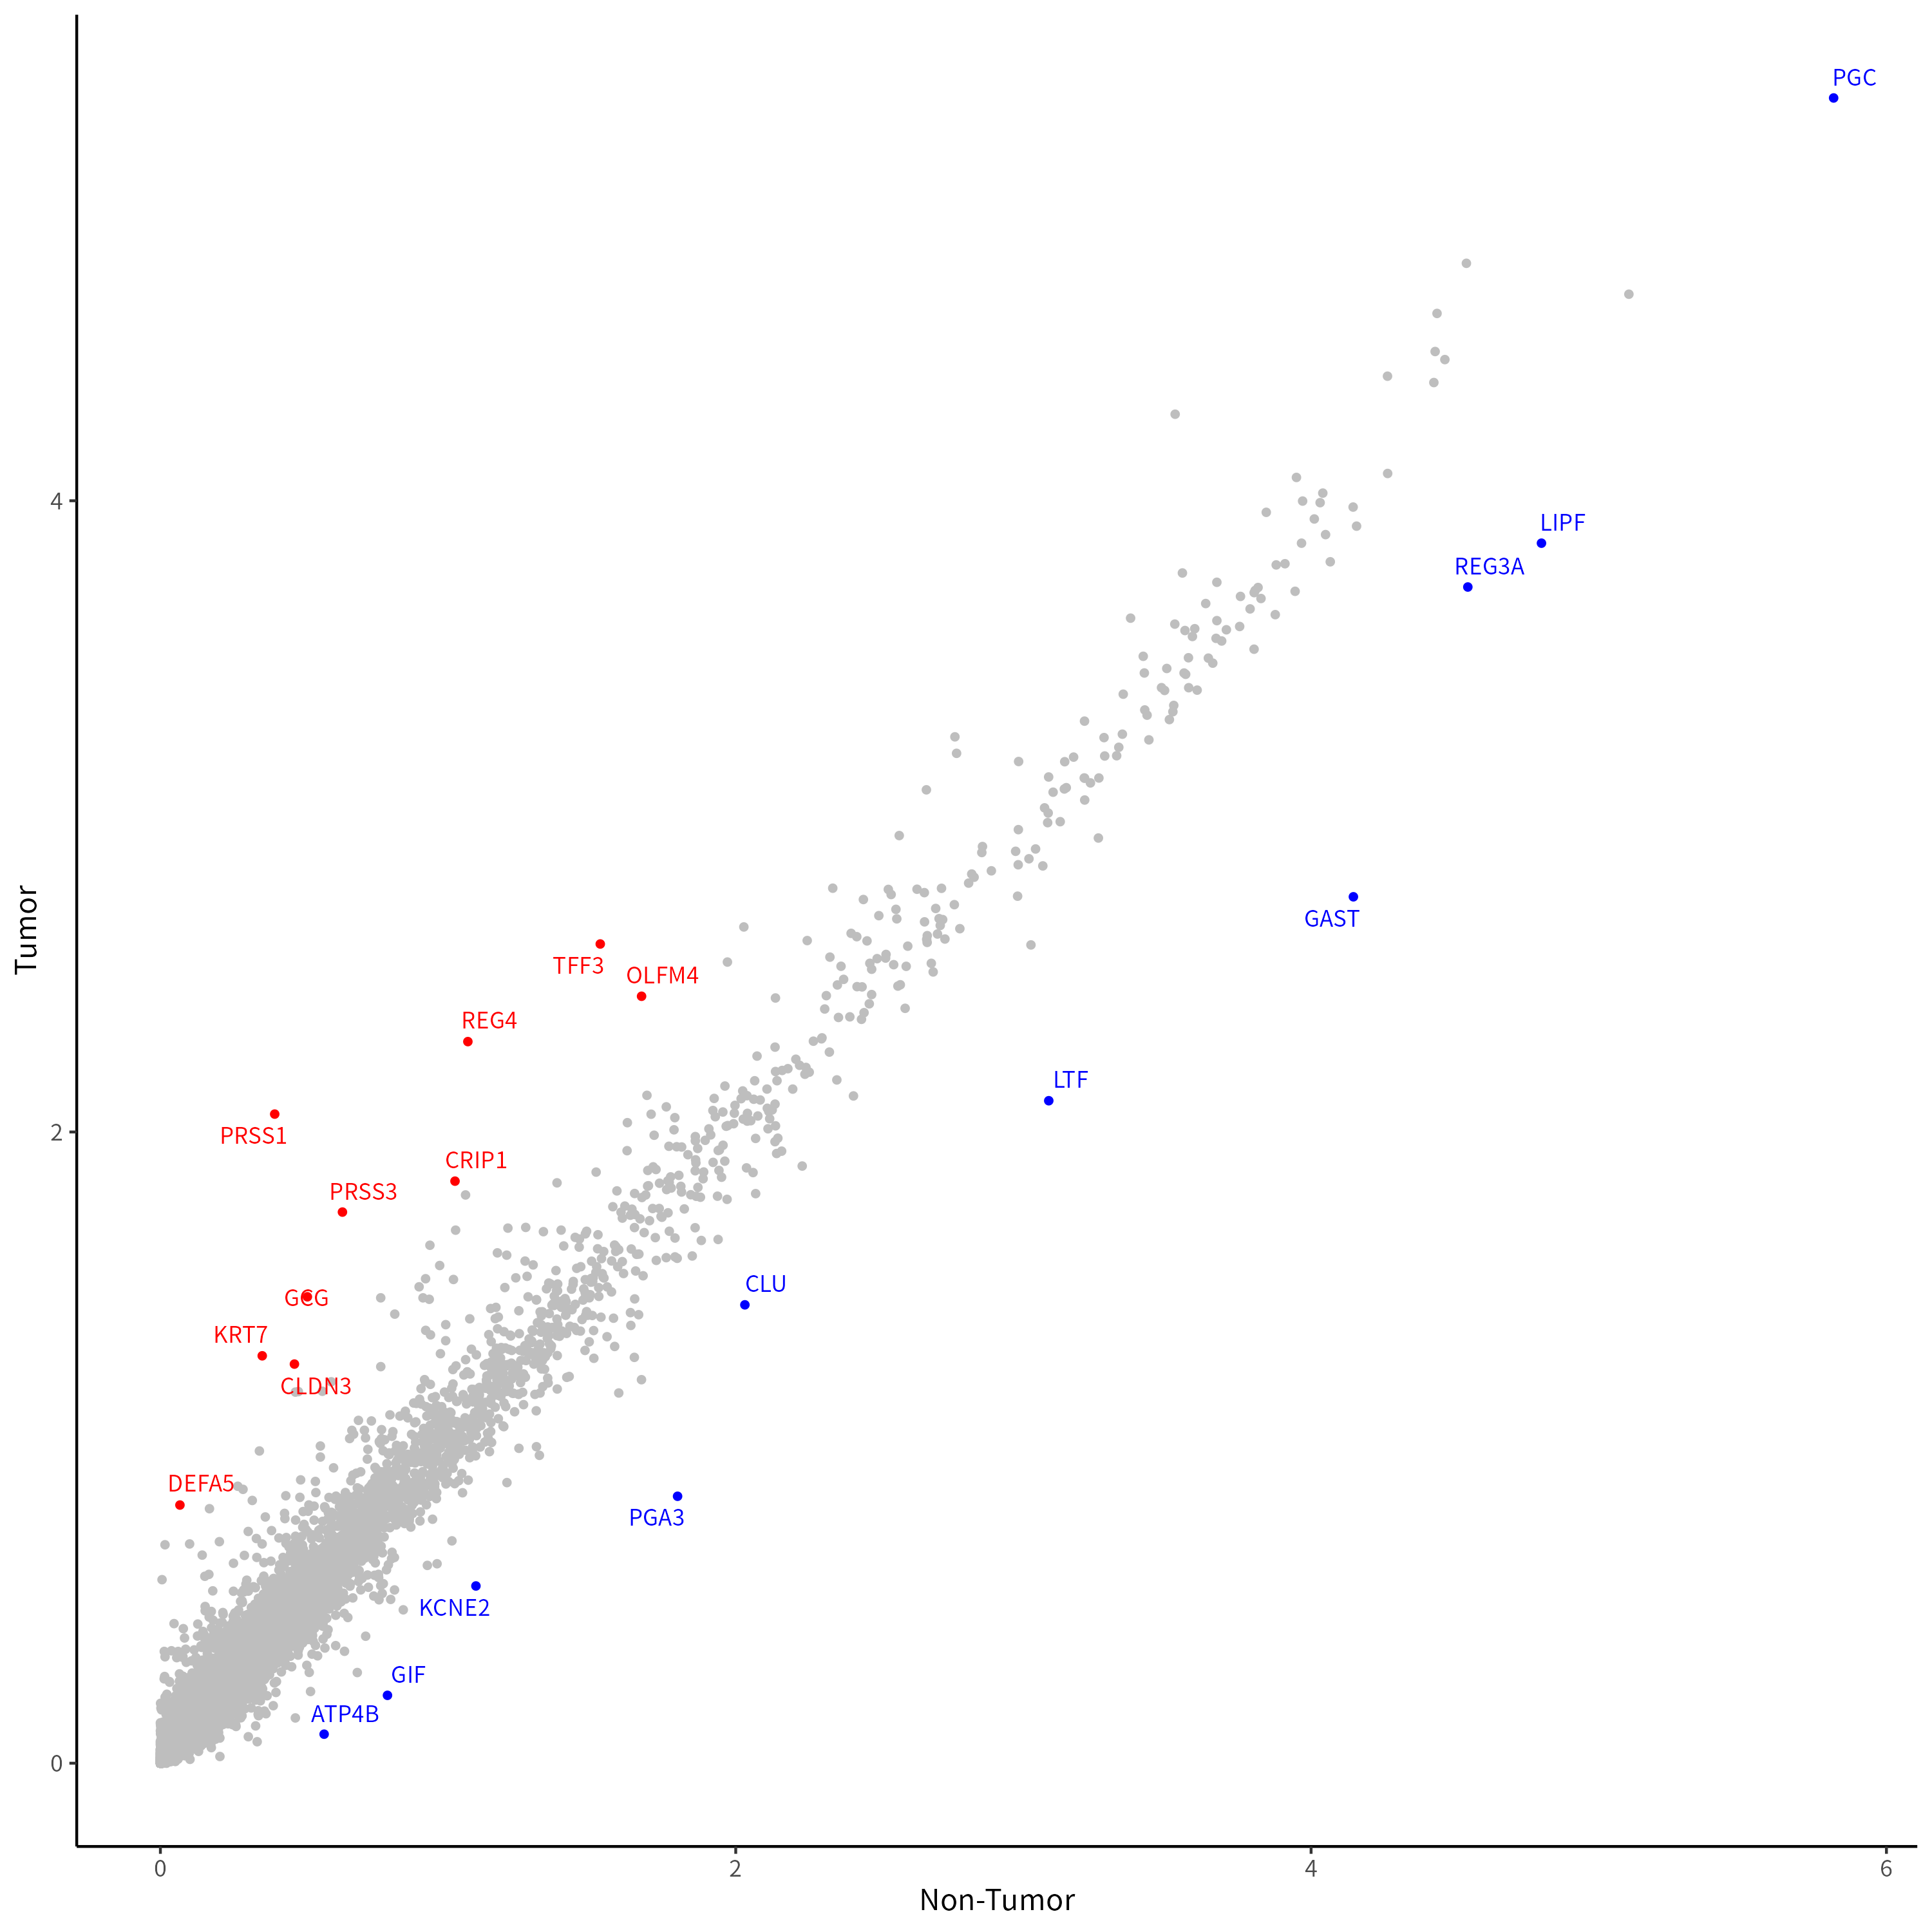 PGC
4
LIPF
REG3A
GAST
TFF3
OLFM4
REG4
LTF
2
PRSS1
CRIP1
PRSS3
CLU
GCG
KRT7
CLDN3
DEFA5
PGA3
KCNE2
GIF
ATP4B
0
0 2 4 6
Non-Tumor
Tumor